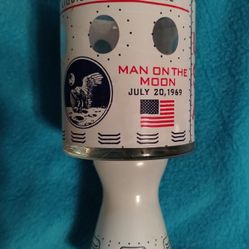 MAN ON THE
MOON
JULY 20, 1969